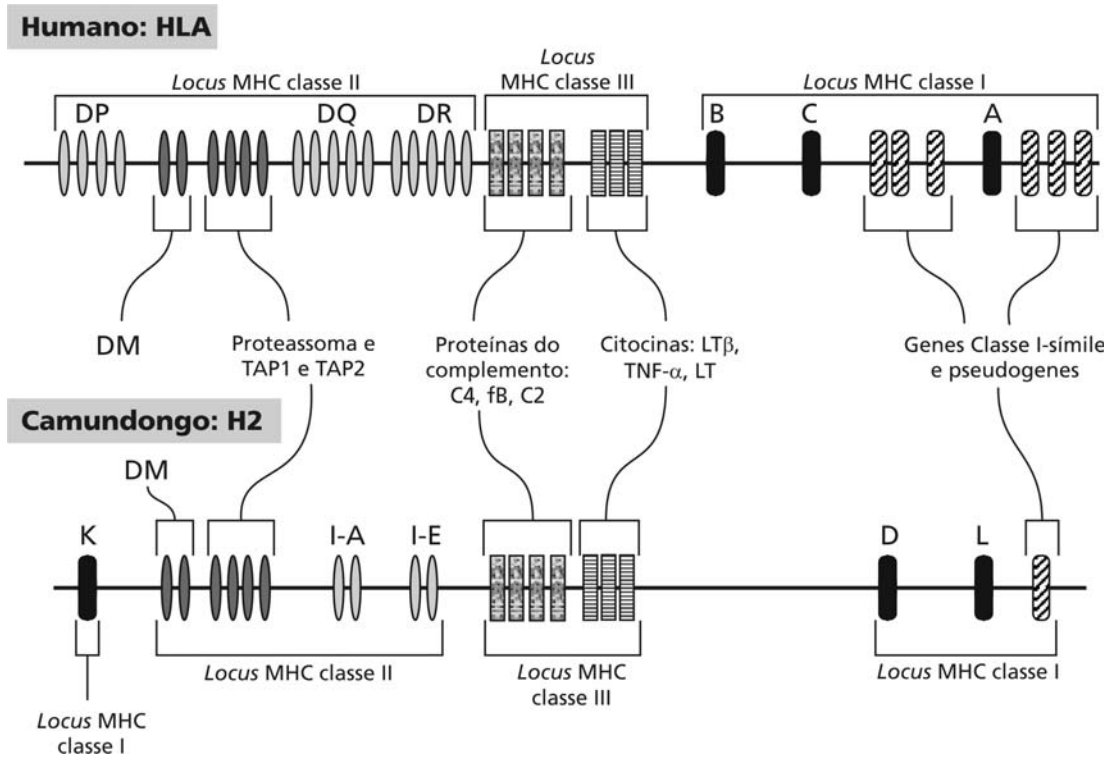 Humano: HLA
Locus MHC classe II
Locus
MHC classe III
Locus MHC classe I
DP
DQ
DR
B
C
A
DM
Proteassoma e
TAP1 e TAP2
Proteínas do
complemento:
C4, fB, C2
Citocinas: LTβ,
TNF-α, LT
Genes Classe I-símile
e pseudogenes
Camundongo: H2
DM
K
I-A
I-E
D
L
Locus MHC classe II
Locus MHC
classe III
Locus MHC classe I
Locus MHC
classe I